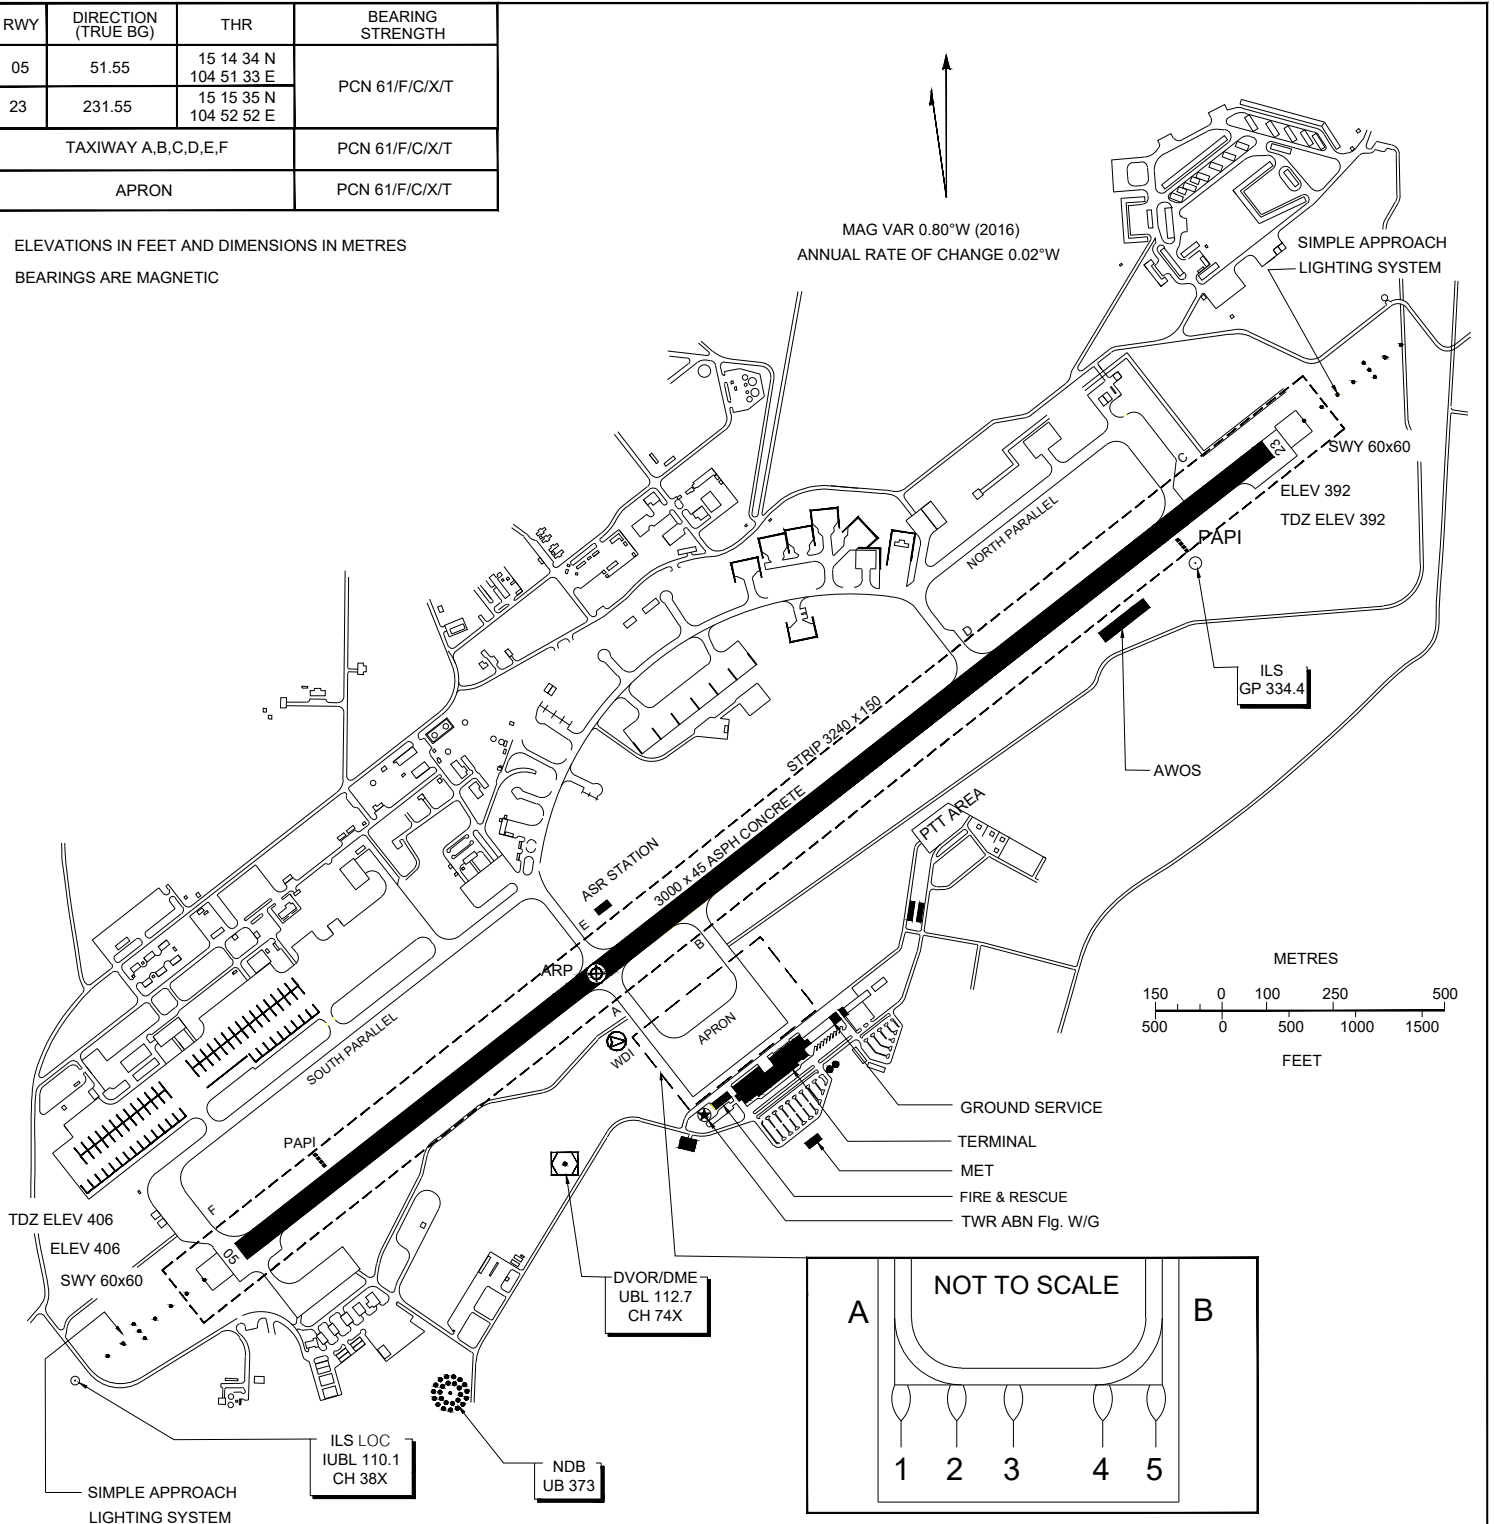 RWY DIRECTION (TRUE BG) THR BEARING STRENGTH
05 51.55 15 14 34 N 104 51 33 E PCN 61/F/C/X/T
23 231.55 15 15 35 N 104 52 52 E
TAXIWAY A,B,C,D,E,F PCN 61/F/C/X/T
APRON PCN 61/F/C/X/T
ELEVATIONS IN FEET AND DIMENSIONS IN METRES
BEARINGS ARE MAGNETIC
MAG VAR 0.80°W (2016)
ANNUAL RATE OF CHANGE 0.02°W
SIMPLE APPROACH
LIGHTING SYSTEM
23
SWY 60x60
C
ELEV 392
TDZ ELEV 392
PAPI
NORTH PARALLEL
D
ILS
GP 334.4
AWOS
STRIP 3240 x 150
3000 x 45 ASPH CONCRETE
PTT AREA
ASR STATION
E
B
ARP
A
WDI
APRON
SOUTH PARALLEL
METRES
150 0 100 250 500
500 0 500 1000 1500
FEET
GROUND SERVICE
TERMINAL
MET
FIRE & RESCUE
TWR ABN Flg. W/G
PAPI
F
05
TDZ ELEV 406
ELEV 406
SWY 60x60
DVOR/DME
UBL 112.7
CH 74X
ILS LOC
IUBL 110.1
CH 38X
NDB
UB 373
SIMPLE APPROACH
LIGHTING SYSTEM
NOT TO SCALE
A B
1 2 3 4 5